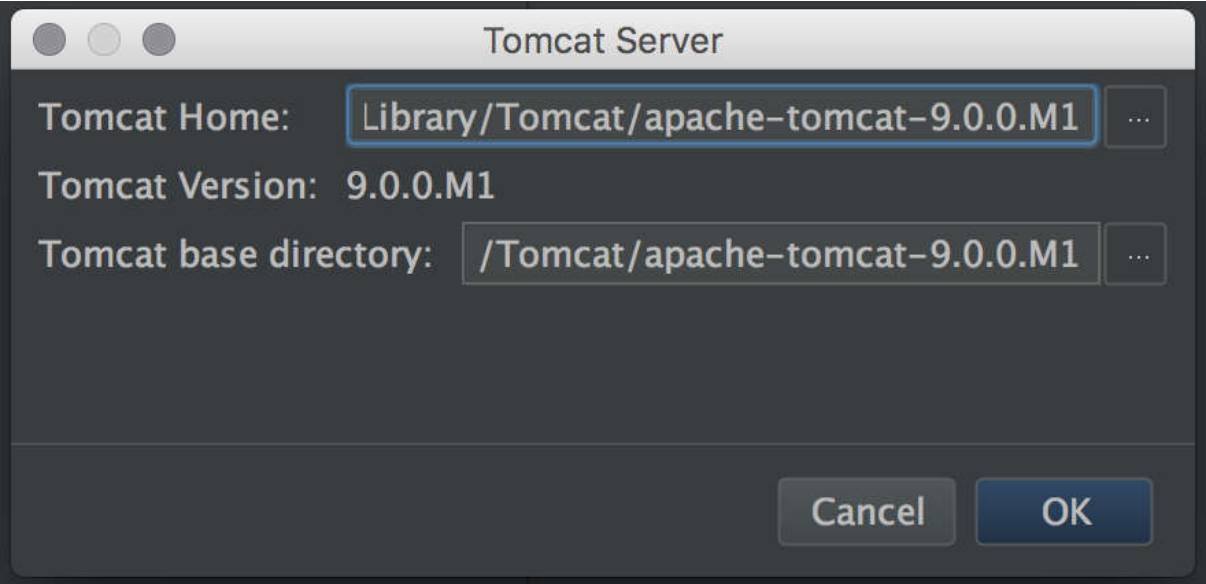 Tomcat Server
Tomcat Home: Library/Tomcat/apache-tomcat-9.0.0.M1 ...
Tomcat Version: 9.0.0.M1
Tomcat base directory: /Tomcat/apache-tomcat-9.0.0.M1 ...
Cancel OK